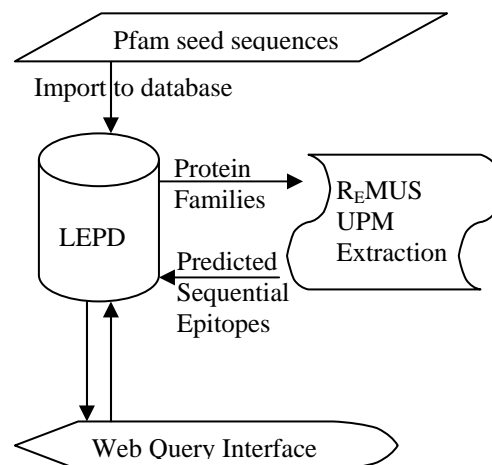 Pfam seed sequences
Import to database
Protein
Families
LEPD
REMUS
UPM
Extraction
Predicted
Sequential
Epitopes
Web Query Interface